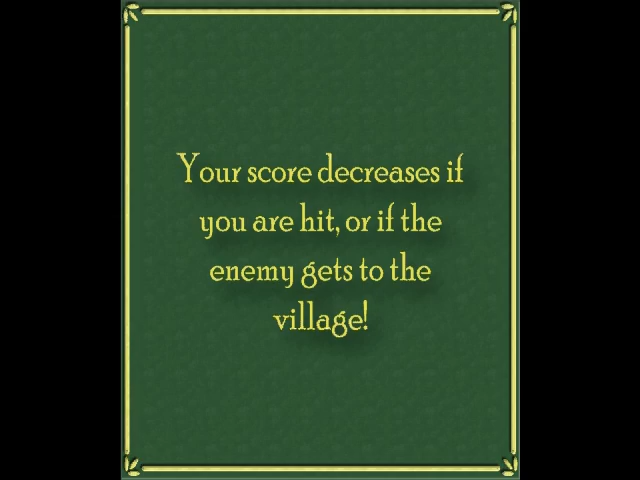 Your score decreases if
you are hit, or if the
enemy gets to the
village!